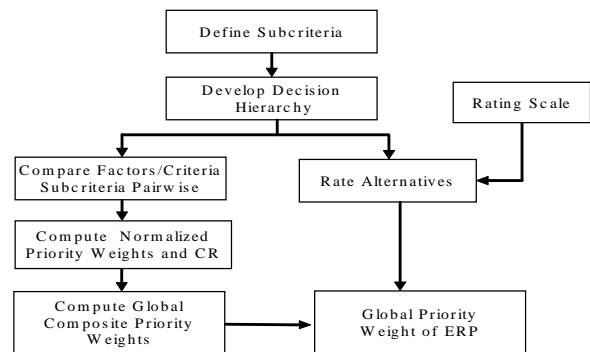 Define Subcriteria
Develop Decision
Hierarchy
Rating Scale
Compare Factors/Criteria
Subcriteria Pairwise
Rate Alternatives
Compute Normalized
Priority Weights and CR
Compute Global
Composite Priority
Weights
Global Priority
Weight of ERP